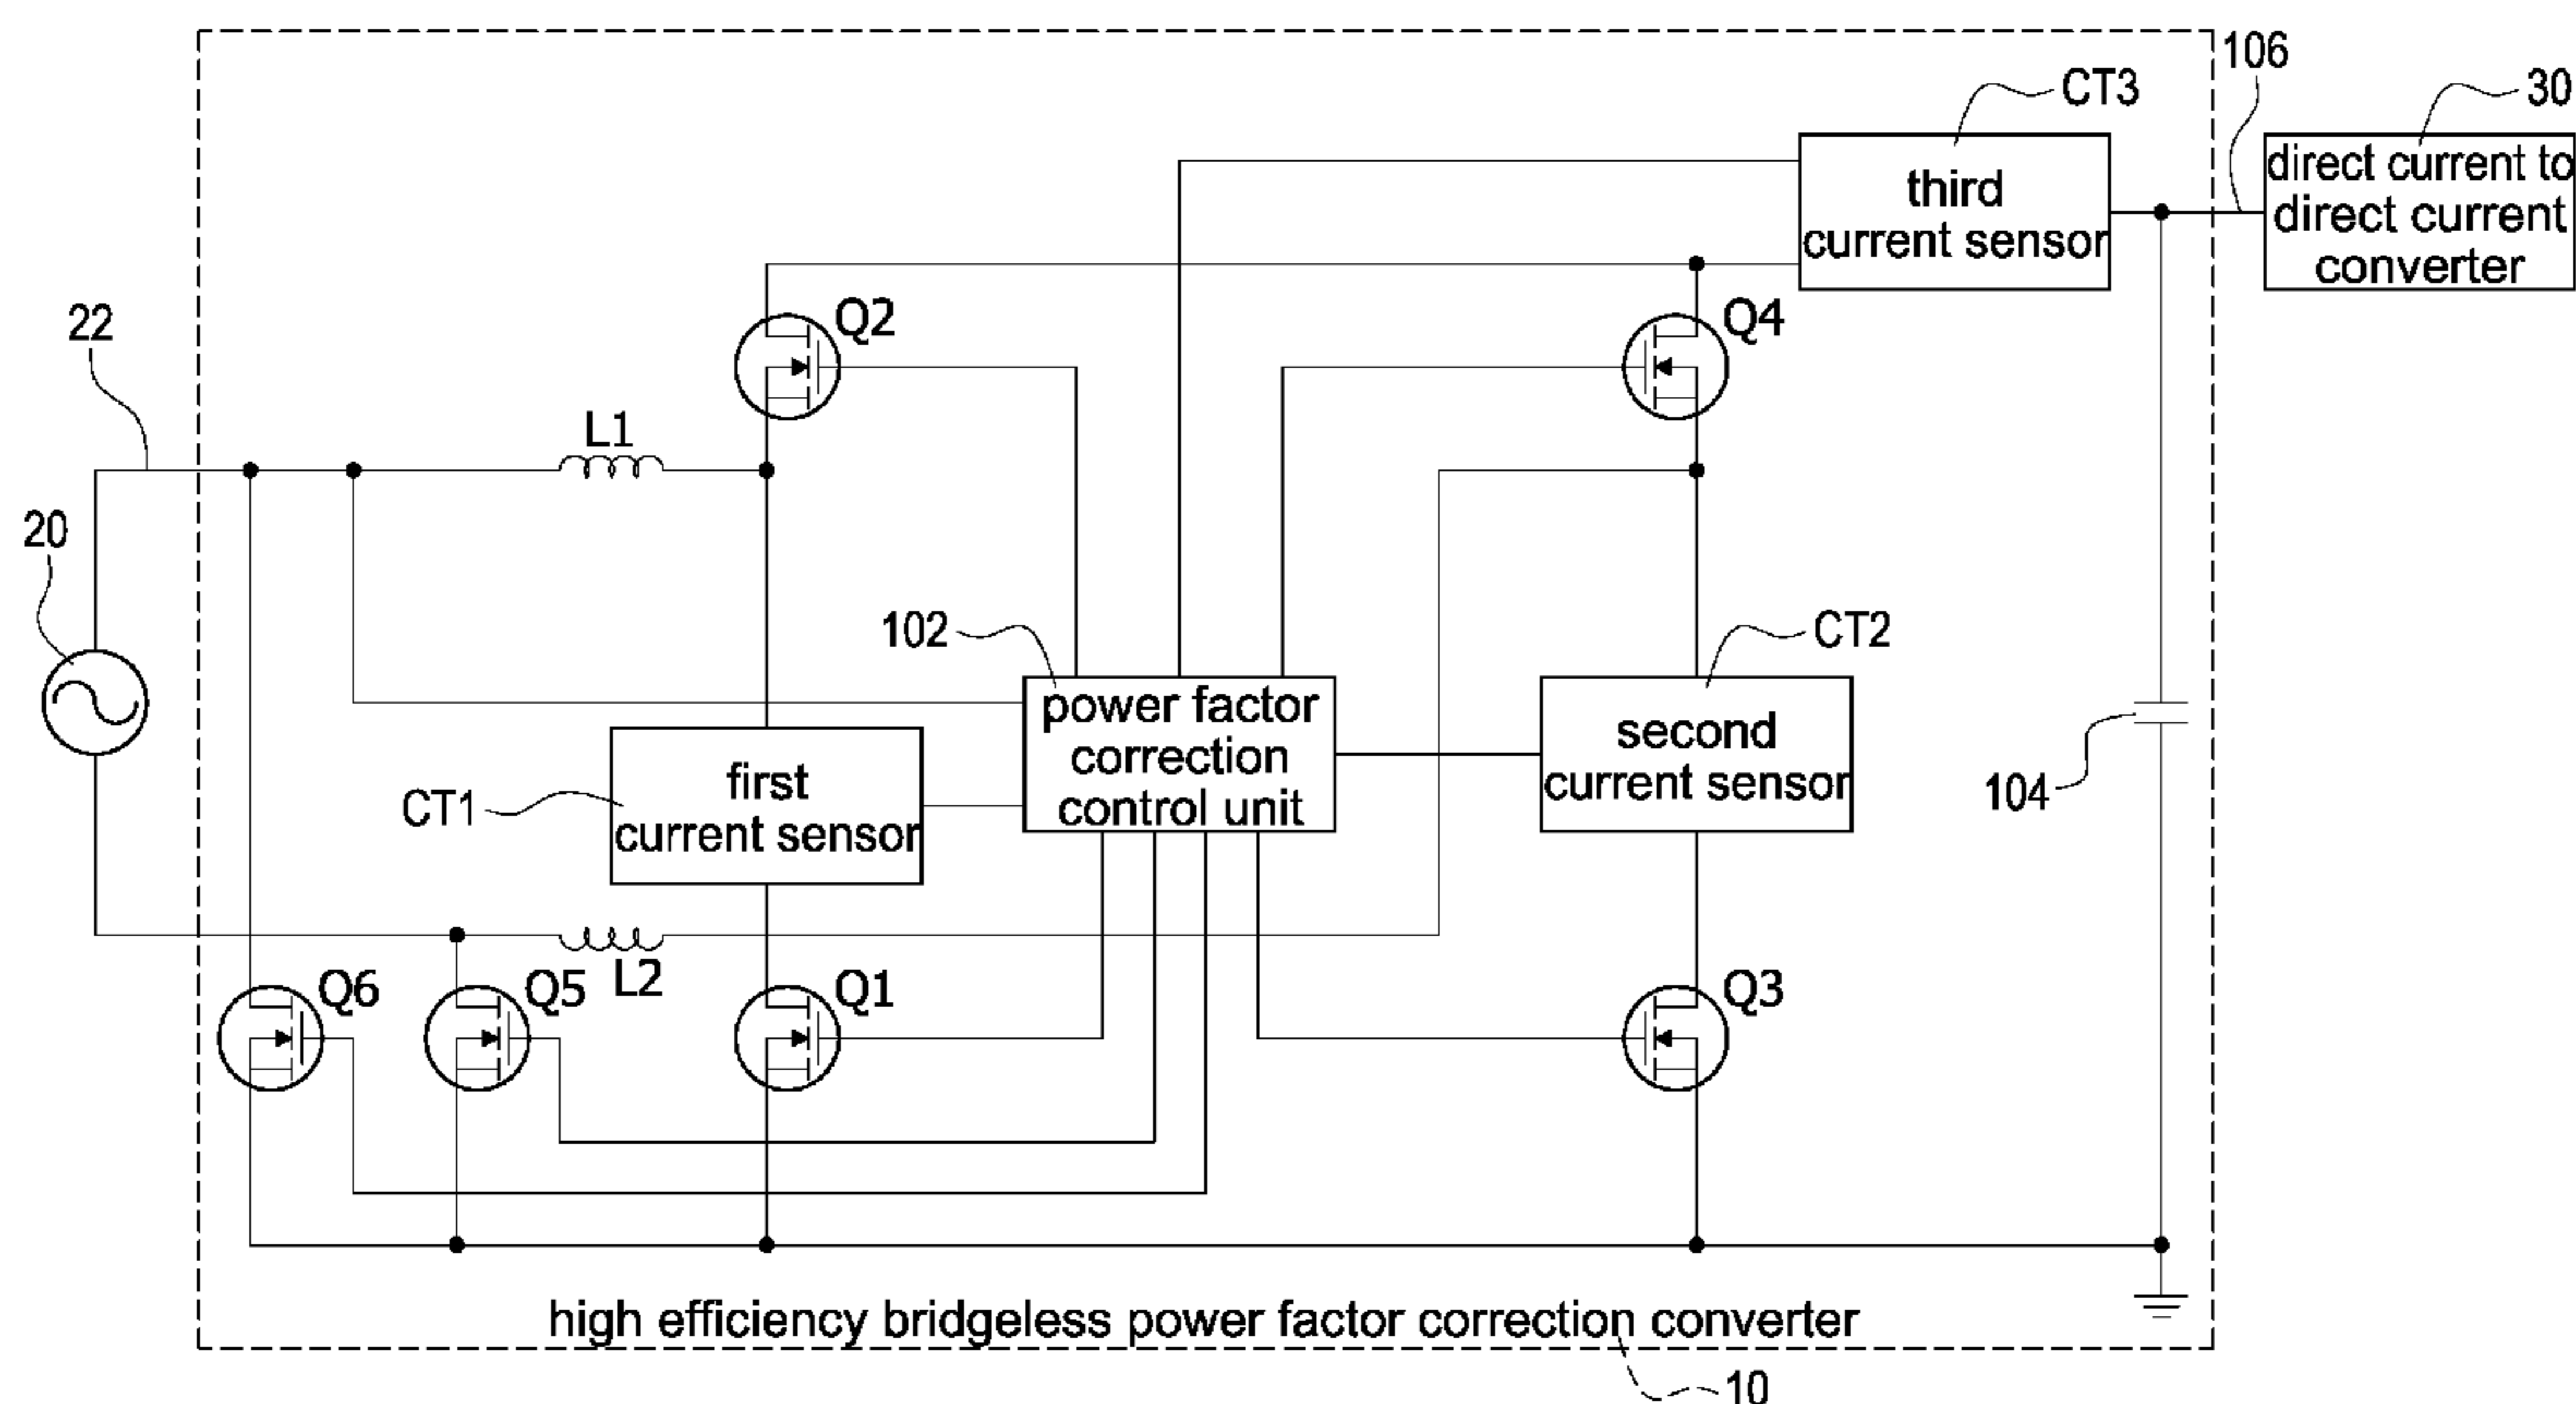 106
CT3
30
third
current sensor
direct current to
direct current
converter
Q2
Q4
22
L1
20
102
CT2
power factor
correction
control unit
second
current sensor
first
current sensor
CT1
104
L2
Q6
Q5
Q1
Q3
high efficiency bridgeless power factor correction converter
10